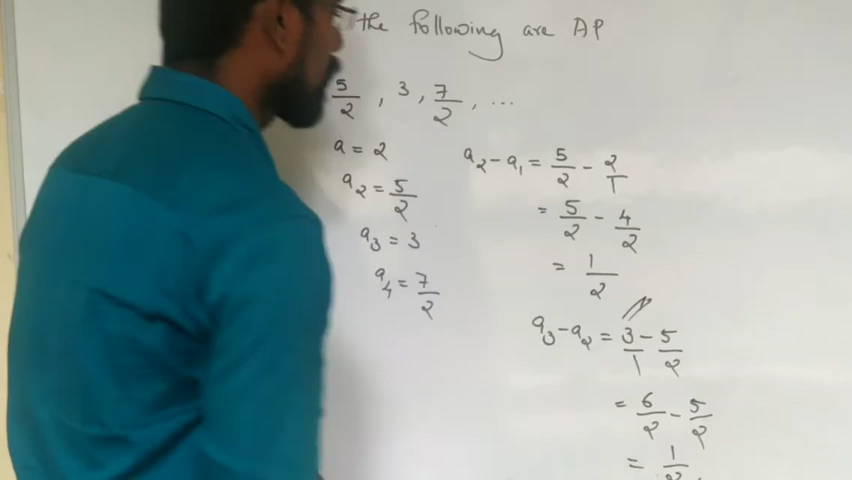 the following are AP
5/2 , 3 , 7/2 , ...
a = 2
a₂ = 5/2
a₃ = 3
a₄ = 7/2
a₂ - a₁ = 5/2 - 2/1
= 5/2 - 4/2
= 1/2
a₃ - a₂ = 3/1 - 5/2
= 6/2 - 5/2
= 1/2